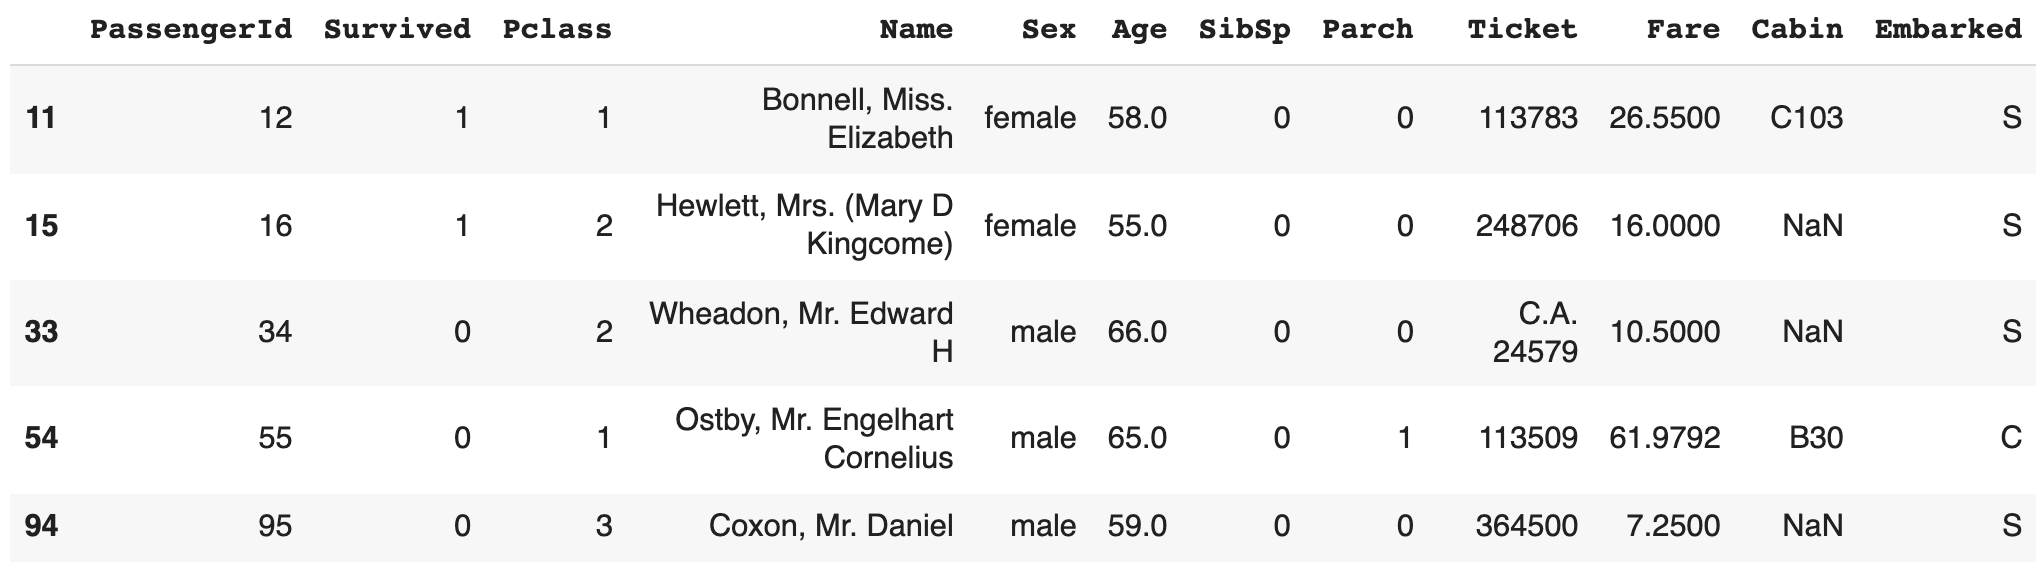 PassengerId Survived Pclass Name Sex Age SibSp Parch Ticket Fare Cabin Embarked
11 12 1 1 Bonnell, Miss. Elizabeth female 58.0 0 0 113783 26.5500 C103 S
15 16 1 2 Hewlett, Mrs. (Mary D Kingcome) female 55.0 0 0 248706 16.0000 NaN S
33 34 0 2 Wheadon, Mr. Edward H male 66.0 0 0 C.A. 24579 10.5000 NaN S
54 55 0 1 Ostby, Mr. Engelhart Cornelius male 65.0 0 1 113509 61.9792 B30 C
94 95 0 3 Coxon, Mr. Daniel male 59.0 0 0 364500 7.2500 NaN S